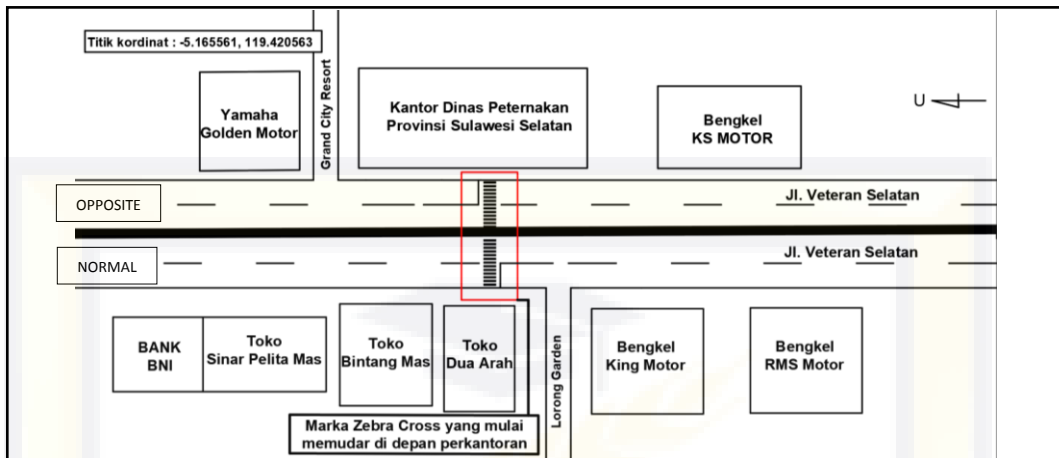 Titik kordinat : -5.165561, 119.420563
Yamaha
Golden Motor
Grand City Resort
Kantor Dinas Peternakan
Provinsi Sulawesi Selatan
Bengkel
KS MOTOR
U
OPPOSITE
Jl. Veteran Selatan
NORMAL
Jl. Veteran Selatan
BANK
BNI
Toko
Sinar Pelita Mas
Toko
Bintang Mas
Toko
Dua Arah
Lorong Garden
Bengkel
King Motor
Bengkel
RMS Motor
Marka Zebra Cross yang mulai
memudar di depan perkantoran